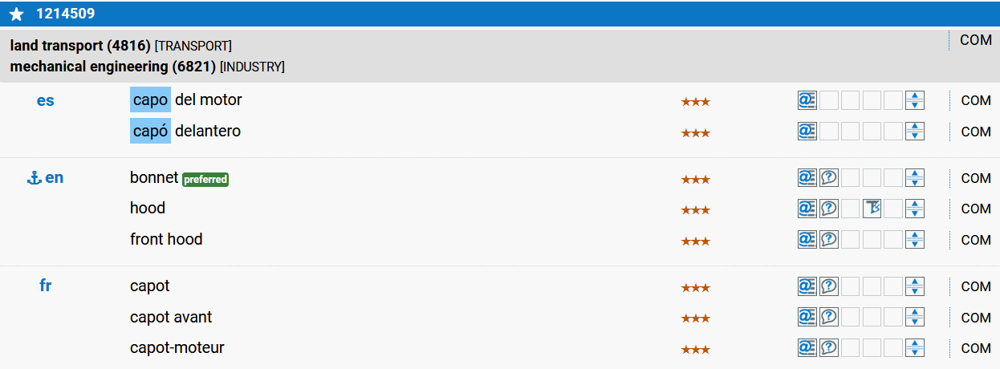 1214509
land transport (4816) [TRANSPORT] COM
mechanical engineering (6821) [INDUSTRY]
es capo del motor ★★★ COM
capó delantero ★★★ COM
en bonnet preferred ★★★ COM
hood ★★★ COM
front hood ★★★ COM
fr capot ★★★ COM
capot avant ★★★ COM
capot-moteur ★★★ COM